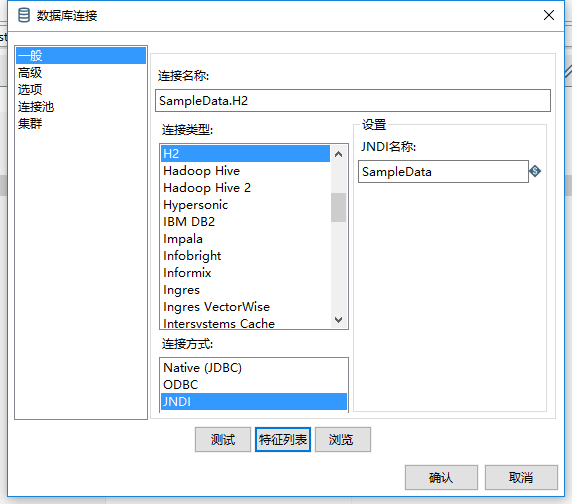 数据库连接
st
一般
高级
选项
连接池
集群
连接名称:
SampleData.H2
连接类型:
H2
Hadoop Hive
Hadoop Hive 2
Hypersonic
IBM DB2
Impala
Infobright
Informix
Ingres
Ingres VectorWise
Intersystems Cache
设置
JNDI名称:
SampleData
S
连接方式:
Native (JDBC)
ODBC
JNDI
测试
特征列表
浏览
确认
取消